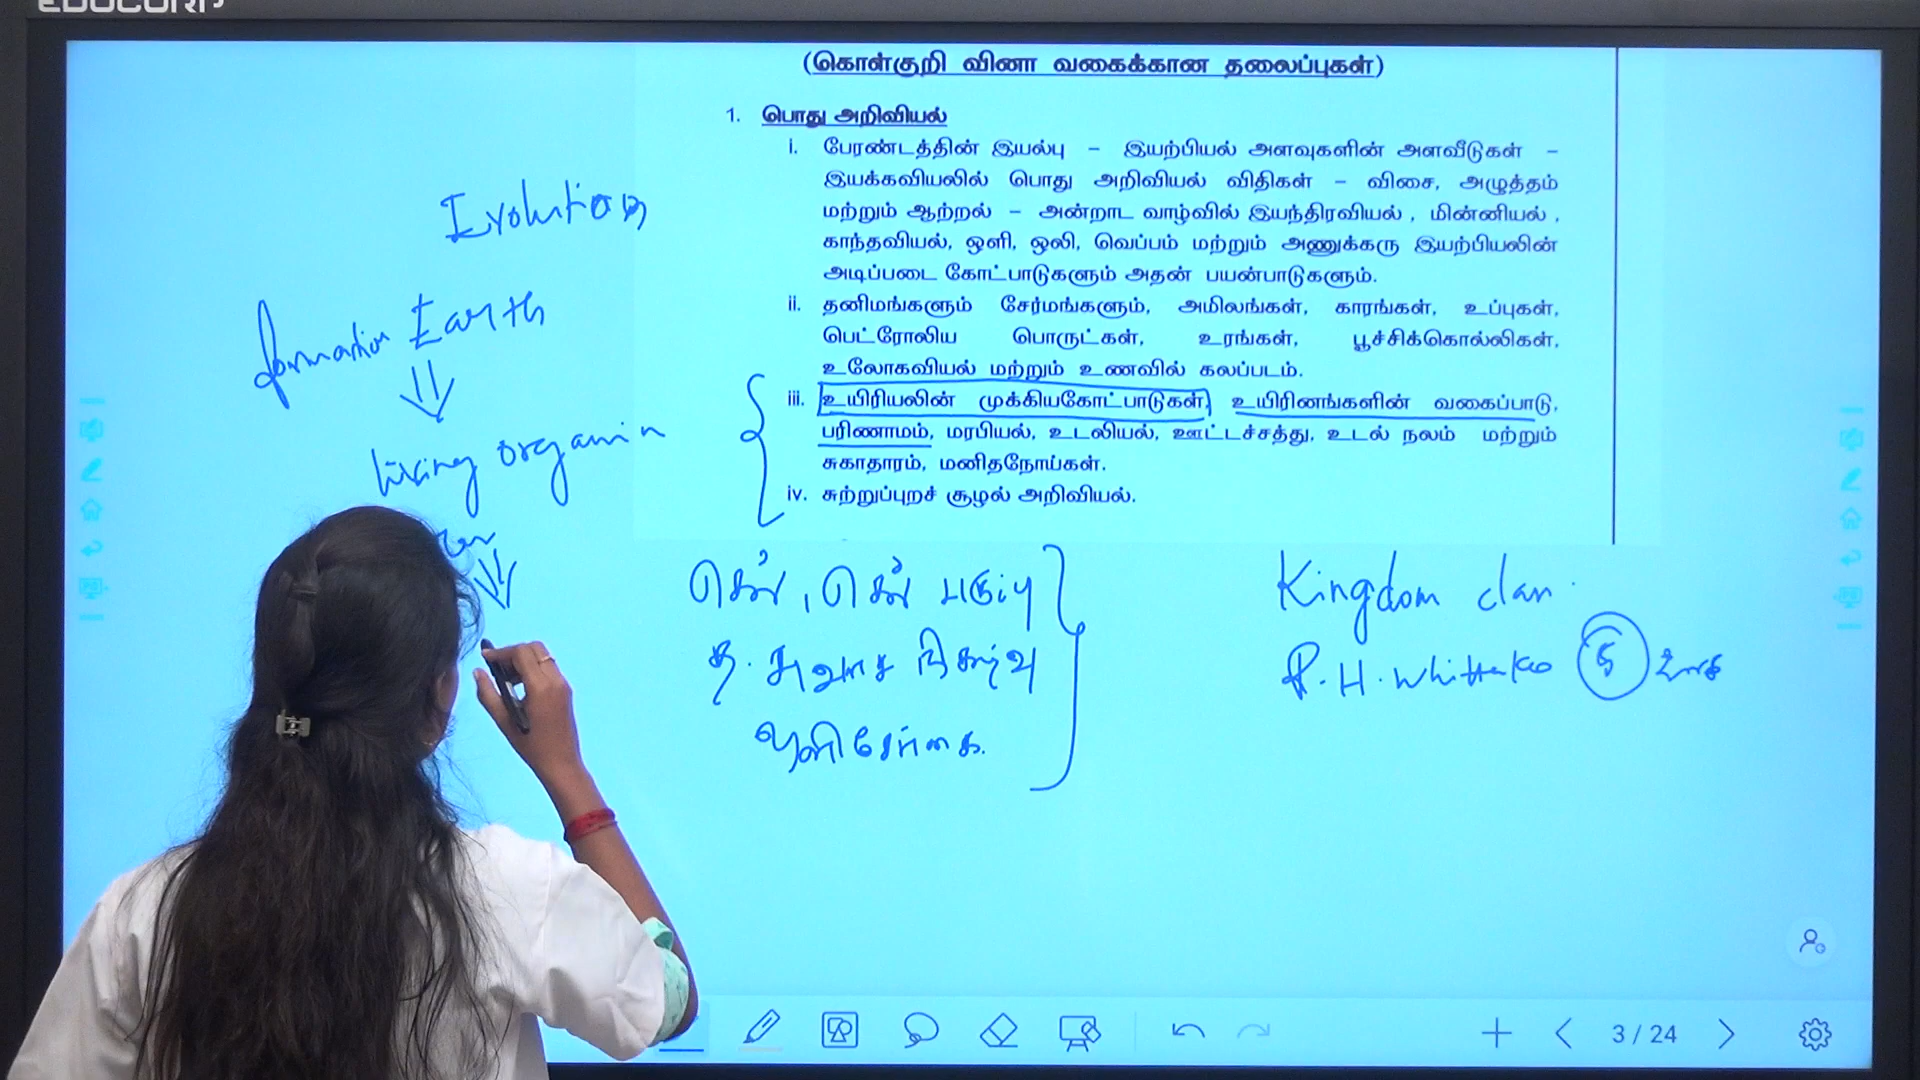 EDUCORP
(கொள்குறி வினா வகைக்கான தலைப்புகள்)
1. பொது அறிவியல்
i. பேரண்டத்தின் இயல்பு – இயற்பியல் அளவுகளின் அளவீடுகள் –
இயக்கவியலில் பொது அறிவியல் விதிகள் – விசை, அழுத்தம்
மற்றும் ஆற்றல் – அன்றாட வாழ்வில் இயந்திரவியல் , மின்னியல் ,
காந்தவியல், ஒளி, ஒலி, வெப்பம் மற்றும் அணுக்கரு இயற்பியலின்
அடிப்படை கோட்பாடுகளும் அதன் பயன்பாடுகளும்.
ii. தனிமங்களும் சேர்மங்களும், அமிலங்கள், காரங்கள், உப்புகள்,
பெட்ரோலிய பொருட்கள், உரங்கள், பூச்சிக்கொல்லிகள்,
உலோகவியல் மற்றும் உணவில் கலப்படம்.
iii. உயிரியலின் முக்கியகோட்பாடுகள், உயிரினங்களின் வகைப்பாடு,
பரிணாமம், மரபியல், உடலியல், ஊட்டச்சத்து, உடல் நலம் மற்றும்
சுகாதாரம், மனிதநோய்கள்.
iv. சுற்றுப்புறச் சூழல் அறிவியல்.
Evolution
formation Earth
living organism
செல், செல் பகுப்பு
ஒளிசேர்கை.
Kingdom clas.
R.H. Whittaker 5
3 / 24